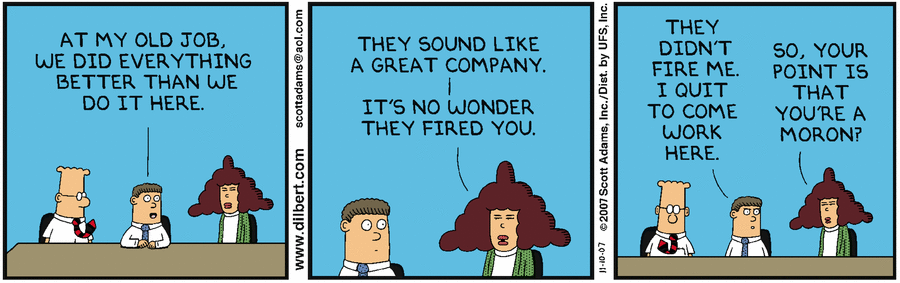 AT MY OLD JOB,
WE DID EVERYTHING
BETTER THAN WE
DO IT HERE.
www.dilbert.com
scottadams@aol.com
THEY SOUND LIKE
A GREAT COMPANY.
IT'S NO WONDER
THEY FIRED YOU.
11-10-07 ©2007 Scott Adams, Inc./Dist. by UFS, Inc.
THEY
DIDN'T
FIRE ME.
I QUIT
TO COME
WORK
HERE.
SO, YOUR
POINT IS
THAT
YOU'RE A
MORON?